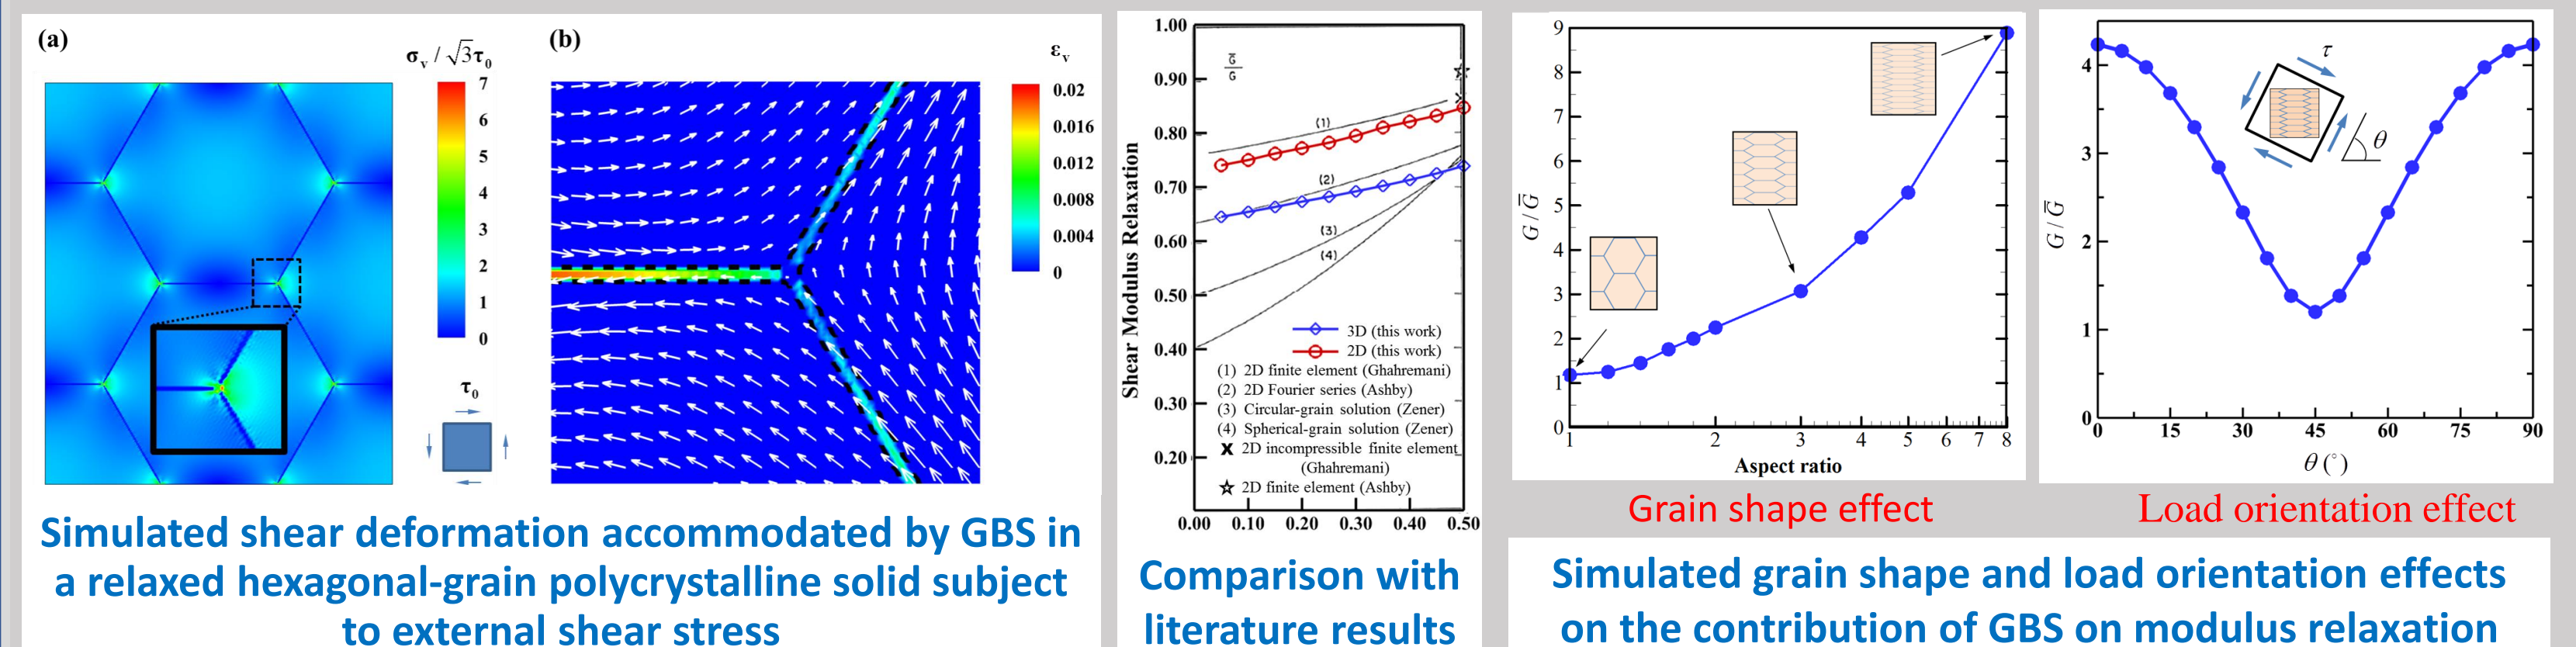 (a)
σv / √3τ0
7
6
5
4
3
2
1
0
τ0
(b)
εv
0.02
0.016
0.012
0.008
0.004
0
Simulated shear deformation accommodated by GBS in
a relaxed hexagonal-grain polycrystalline solid subject
to external shear stress
Shear Modulus Relaxation
1.00
0.90
0.80
0.70
0.60
0.50
0.40
0.30
0.20
G̅
G
(1)
(2)
(3)
(4)
3D (this work)
2D (this work)
(1) 2D finite element (Ghahremani)
(2) 2D Fourier series (Ashby)
(3) Circular-grain solution (Zener)
(4) Spherical-grain solution (Zener)
X 2D incompressible finite element
(Ghahremani)
☆ 2D finite element (Ashby)
0.00 0.10 0.20 0.30 0.40 0.50
Comparison with
literature results
G / G̅
9
8
7
6
5
4
3
2
1
0
1 2 3 4 5 6 7 8
Aspect ratio
Grain shape effect
G / G̅
4
3
2
1
0
τ
θ
0 15 30 45 60 75 90
θ (°)
Load orientation effect
Simulated grain shape and load orientation effects
on the contribution of GBS on modulus relaxation